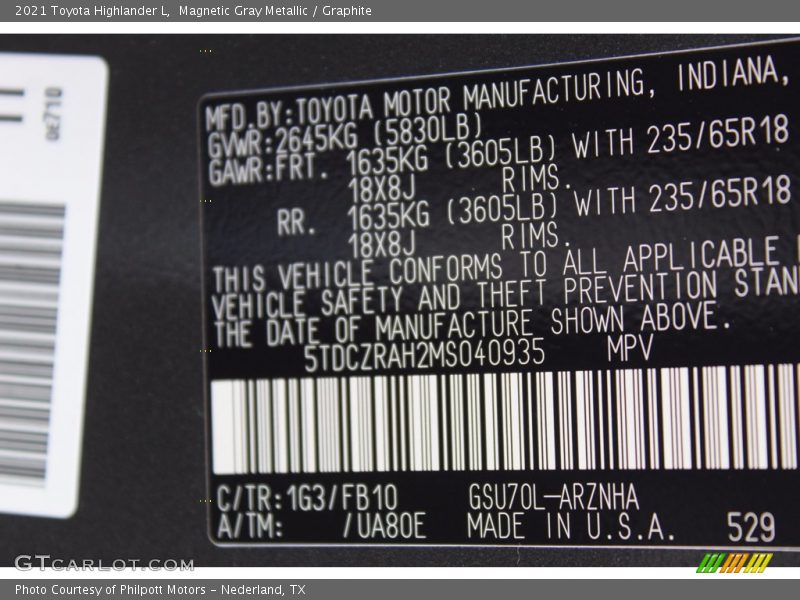 2021 Toyota Highlander L, Magnetic Gray Metallic / Graphite
oe710
MFD.BY:TOYOTA MOTOR MANUFACTURING, INDIANA,
GVWR:2645KG (5830LB)
GAWR:FRT. 1635KG (3605LB) WITH 235/65R18
18X8J RIMS.
RR. 1635KG (3605LB) WITH 235/65R18
18X8J RIMS.
THIS VEHICLE CONFORMS TO ALL APPLICABLE
VEHICLE SAFETY AND THEFT PREVENTION STAN
THE DATE OF MANUFACTURE SHOWN ABOVE.
5TDCZRAH2MS040935 MPV
C/TR:1G3/FB10 GSU70L-ARZNHA
A/TM: /UA80E MADE IN U.S.A. 529
GTCARLOT.COM
Photo Courtesy of Philpott Motors - Nederland, TX